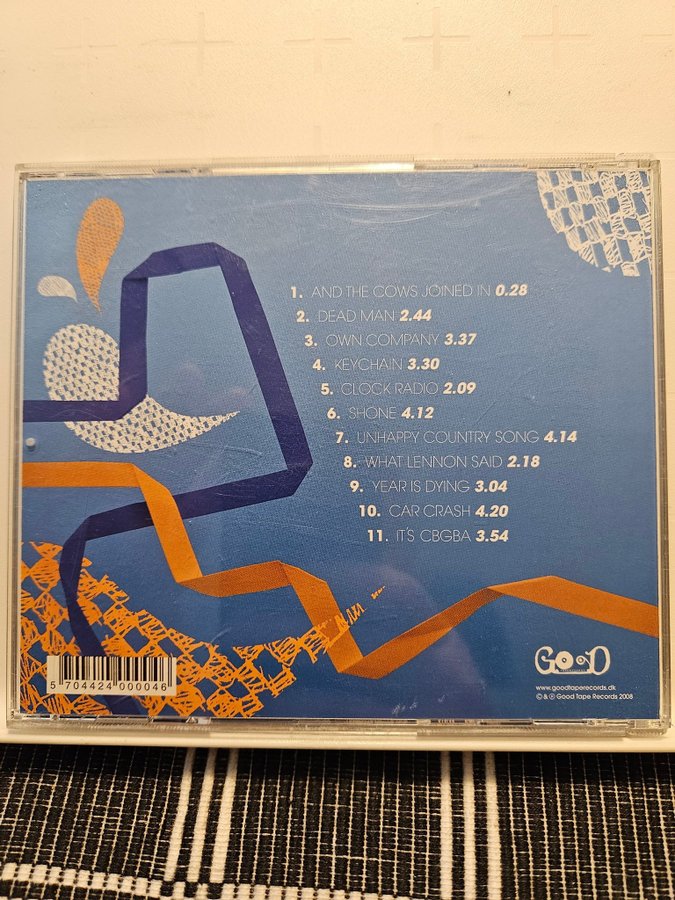 1. AND THE COWS JOINED IN 0.28
2. DEAD MAN 2.44
3. OWN COMPANY 3.37
4. KEYCHAIN 3.30
5. CLOCK RADIO 2.09
6. SHONE 4.12
7. UNHAPPY COUNTRY SONG 4.14
8. WHAT LENNON SAID 2.18
9. YEAR IS DYING 3.04
10. CAR CRASH 4.20
11. IT'S CBGBA 3.54
GOOD
www.goodtaperecords.dk
© & ℗ Good Tape Records 2008
5 704424 000046